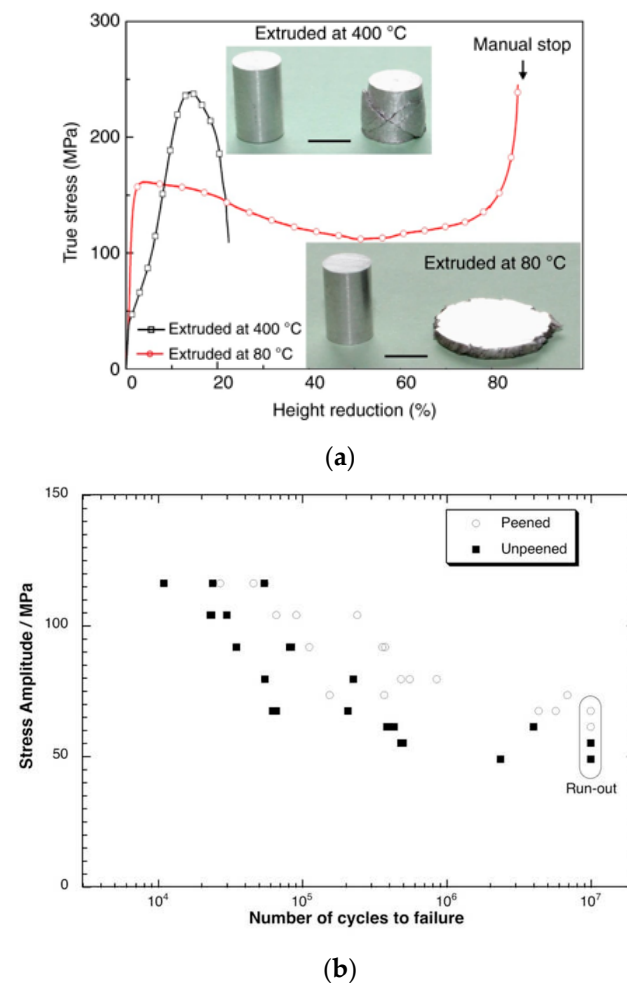 300
Extruded at 400 °C
Manual stop
200
True stress (MPa)
100
Extruded at 80 °C
Extruded at 400 °C
Extruded at 80 °C
0
0 20 40 60 80
Height reduction (%)
(a)
150
Peened
Unpeened
100
Stress Amplitude / MPa
50
Run-out
0
10⁴ 10⁵ 10⁶ 10⁷
Number of cycles to failure
(b)